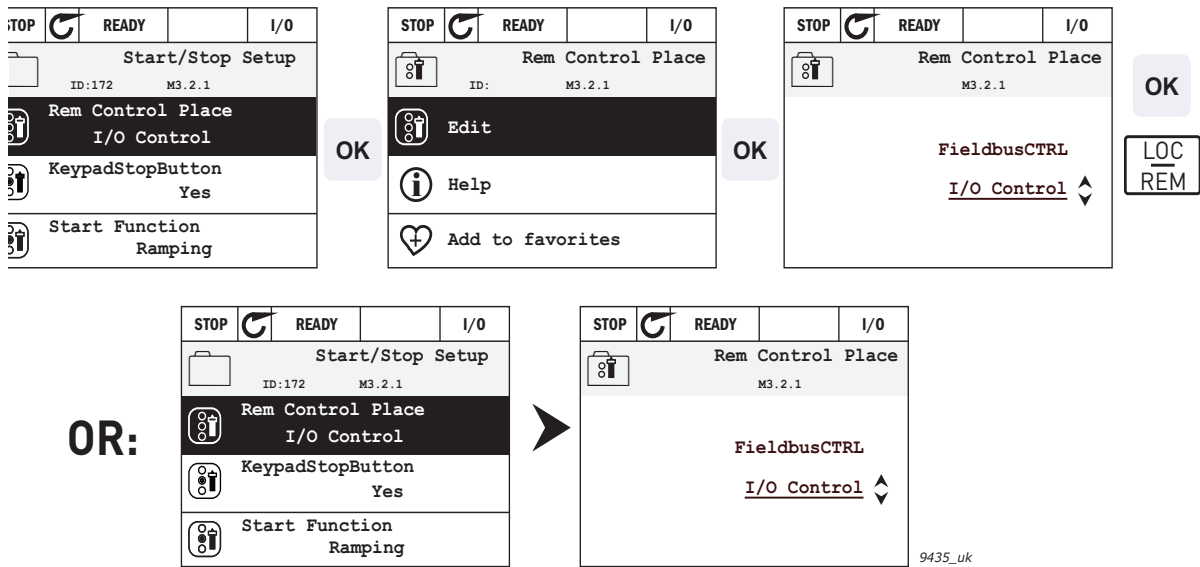 STOP READY I/O
Start/Stop Setup
ID:172 M3.2.1
Rem Control Place
I/O Control
KeypadStopButton
Yes
Start Function
Ramping
OK
STOP READY I/O
Rem Control Place
ID: M3.2.1
Edit
Help
Add to favorites
OK
STOP READY I/O
Rem Control Place
M3.2.1
FieldbusCTRL
I/O Control
OK
LOC
REM
OR:
STOP READY I/O
Start/Stop Setup
ID:172 M3.2.1
Rem Control Place
I/O Control
KeypadStopButton
Yes
Start Function
Ramping
STOP READY I/O
Rem Control Place
M3.2.1
FieldbusCTRL
I/O Control
9435_uk